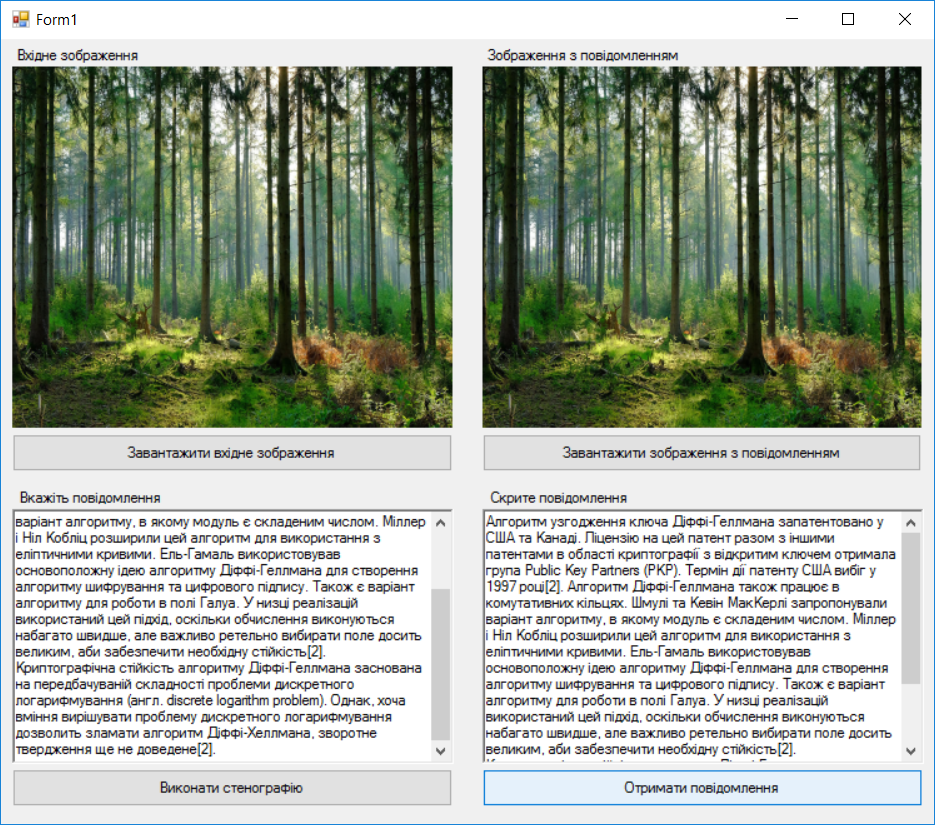 Form1
Вхідне зображення
Зображення з повідомленням
Завантажити вхідне зображення
Завантажити зображення з повідомленням
Вкажіть повідомлення
варіант алгоритму, в якому модуль є складеним числом. Міллер
і Ніл Кобліц розширили цей алгоритм для використання з
еліптичними кривими. Ель-Гамаль використовував
основоположну ідею алгоритму Діффі-Геллмана для створення
алгоритму шифрування та цифрового підпису. Також є варіант
алгоритму для роботи в полі Галуа. У низці реалізацій
використаний цей підхід, оскільки обчислення виконуються
набагато швидше, але важливо ретельно вибирати поле досить
великим, аби забезпечити необхідну стійкість[2].
Криптографічна стійкість алгоритму Діффі-Геллмана заснована
на передбачуваній складності проблеми дискретного
логарифмування (англ. discrete logarithm problem). Однак, хоча
вміння вирішувати проблему дискретного логарифмування
дозволить зламати алгоритм Діффі-Хеллмана, зворотне
твердження ще не доведене[2].
Скрите повідомлення
Алгоритм узгодження ключа Діффі-Геллмана запатентовано у
США та Канаді. Ліцензію на цей патент разом з іншими
патентами в області криптографії з відкритим ключем отримала
група Public Key Partners (PKP). Термін дії патенту США вибіг у
1997 році[2]. Алгоритм Діффі-Геллмана також працює в
комутативних кільцях. Шмулі та Кевін МакКерлі запропонували
варіант алгоритму, в якому модуль є складеним числом. Міллер
і Ніл Кобліц розширили цей алгоритм для використання з
еліптичними кривими. Ель-Гамаль використовував
основоположну ідею алгоритму Діффі-Геллмана для створення
алгоритму шифрування та цифрового підпису. Також є варіант
алгоритму для роботи в полі Галуа. У низці реалізацій
використаний цей підхід, оскільки обчислення виконуються
набагато швидше, але важливо ретельно вибирати поле досить
великим, аби забезпечити необхідну стійкість[2].
Виконати стенографію
Отримати повідомлення